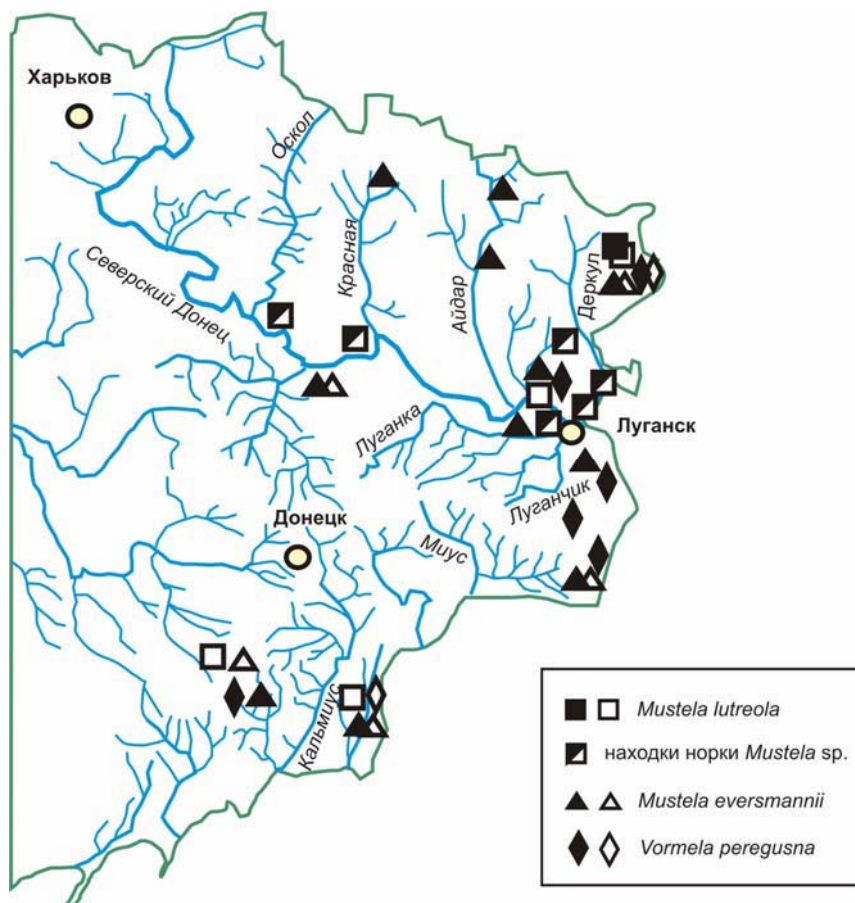 Харьков
Оскол
Красная
Айдар
Деркул
Северский Донец
Луганка
Луганск
Луганчик
Донецк
Миус
Кальмиус
Mustela lutreola
находки норки Mustela sp.
Mustela eversmannii
Vormela peregusna